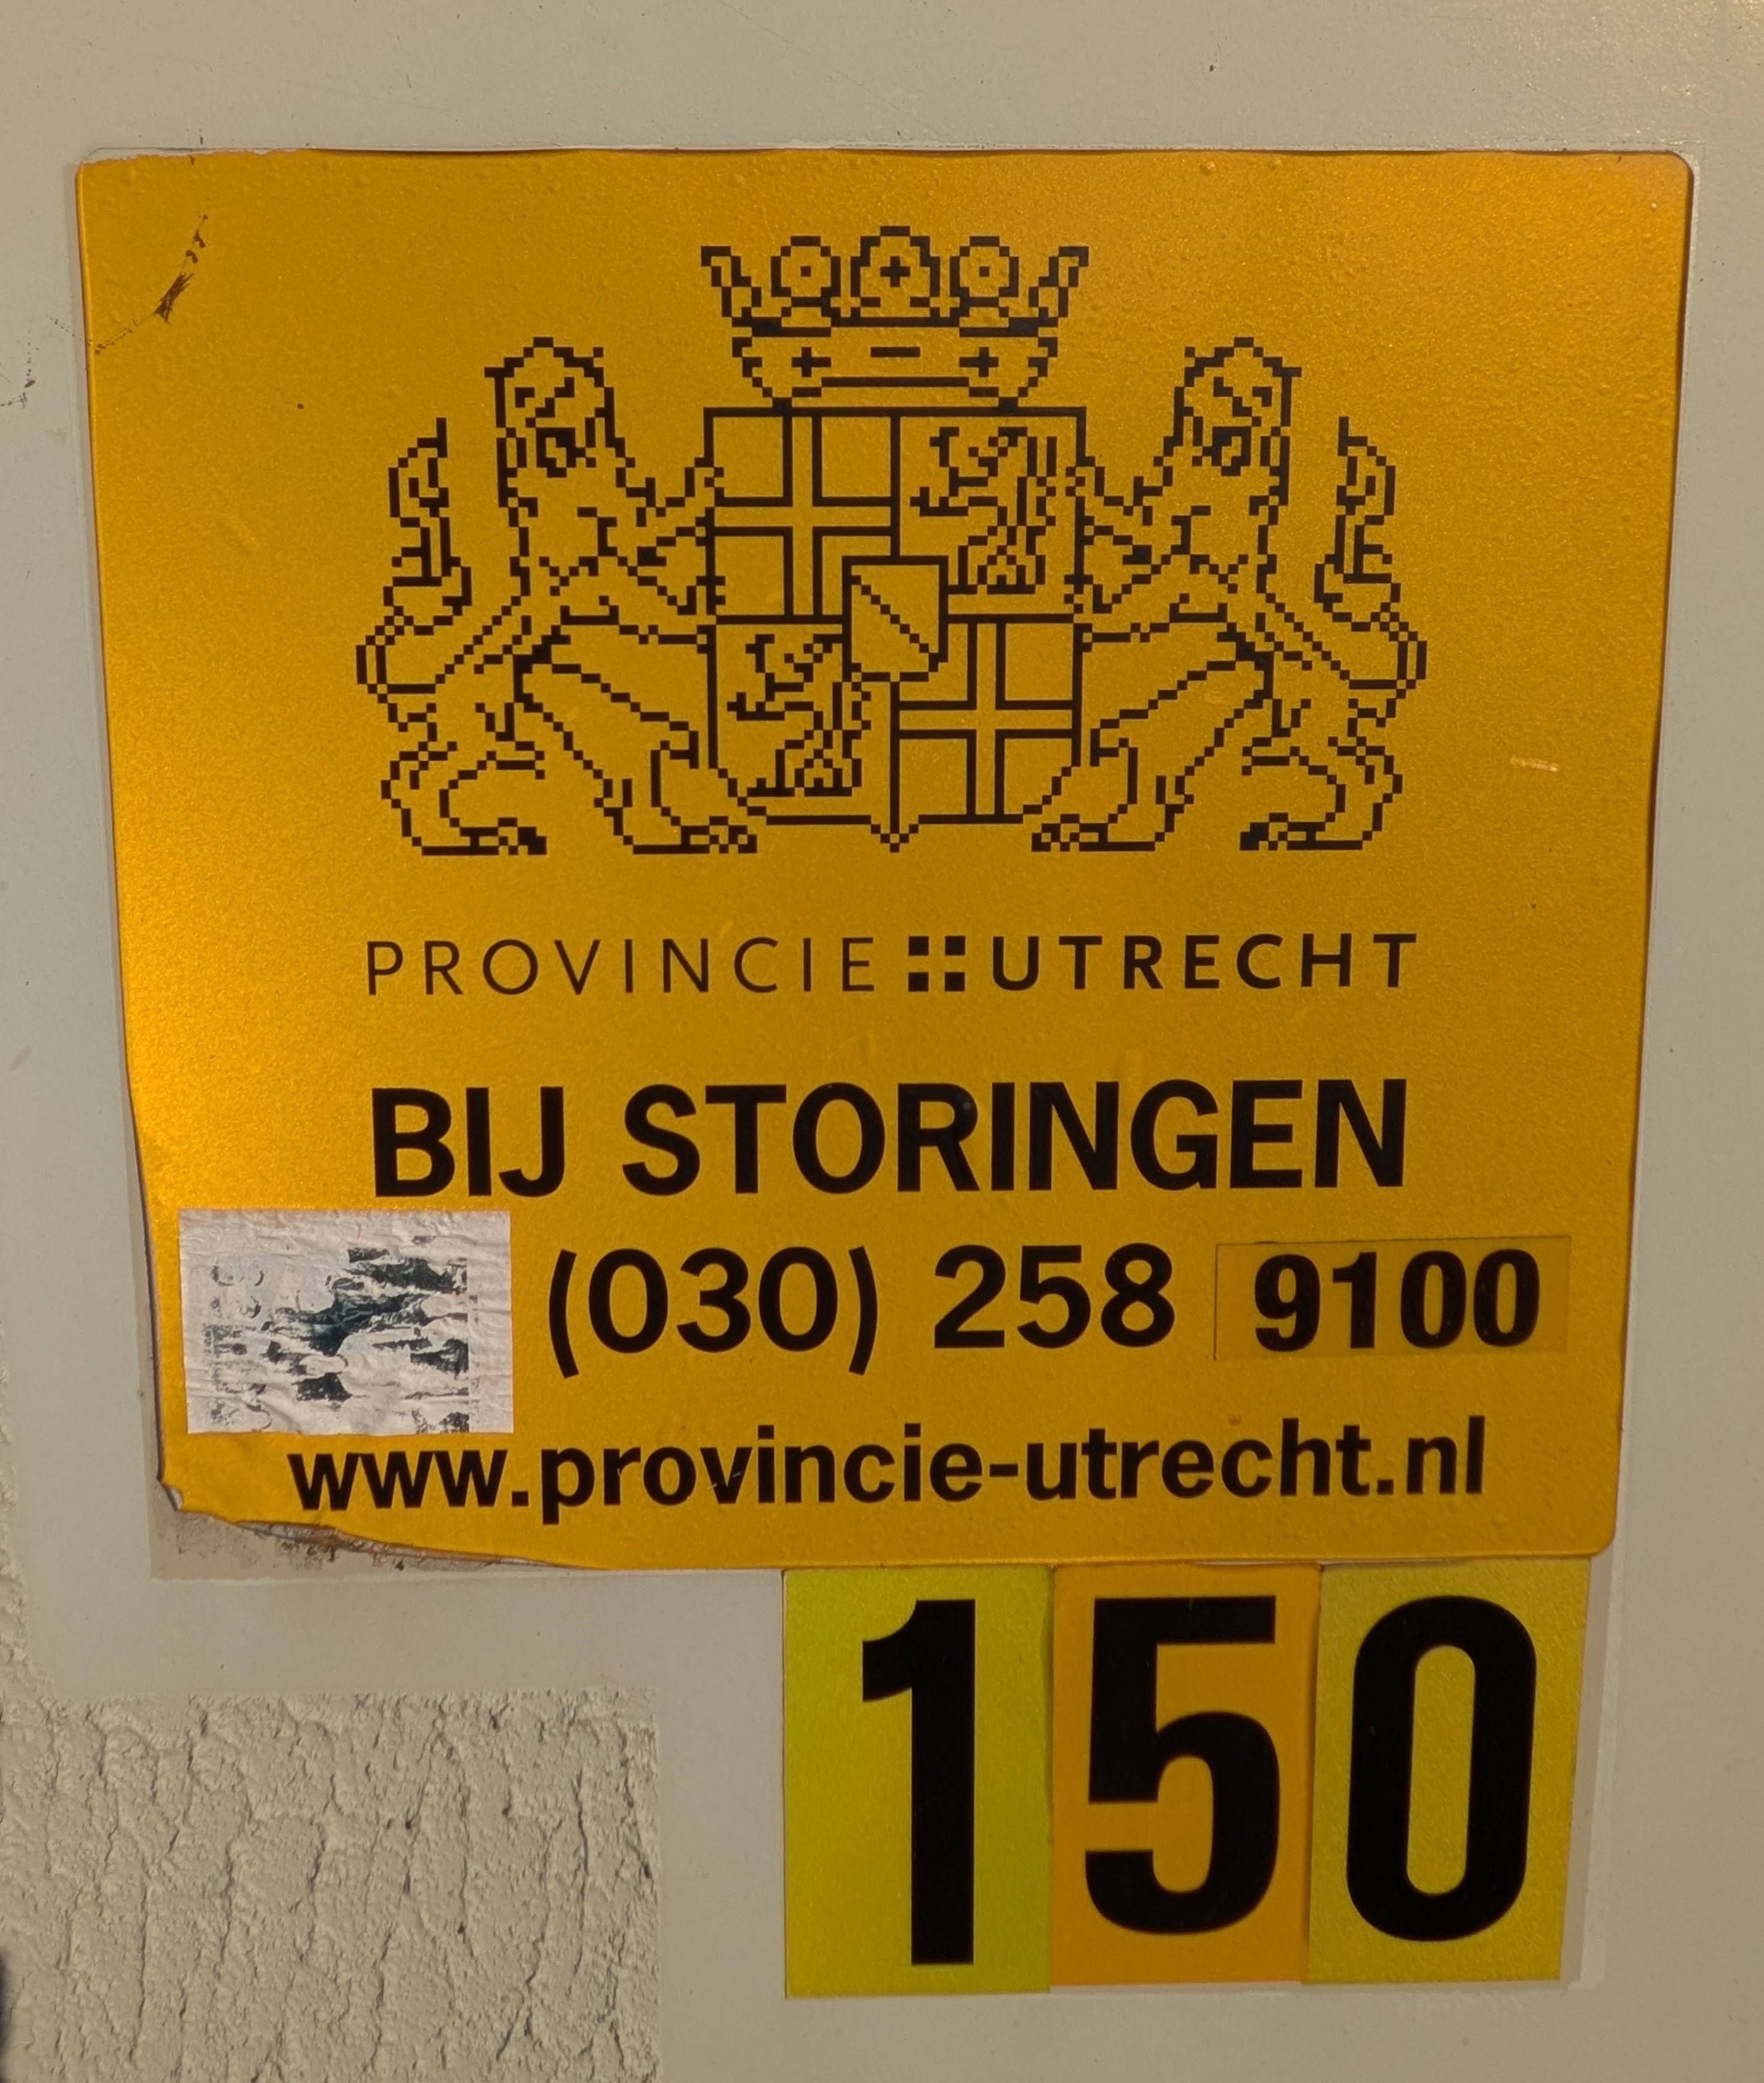 PROVINCIE::UTRECHT
BIJ STORINGEN
(030) 258 9100
www.provincie-utrecht.nl
150